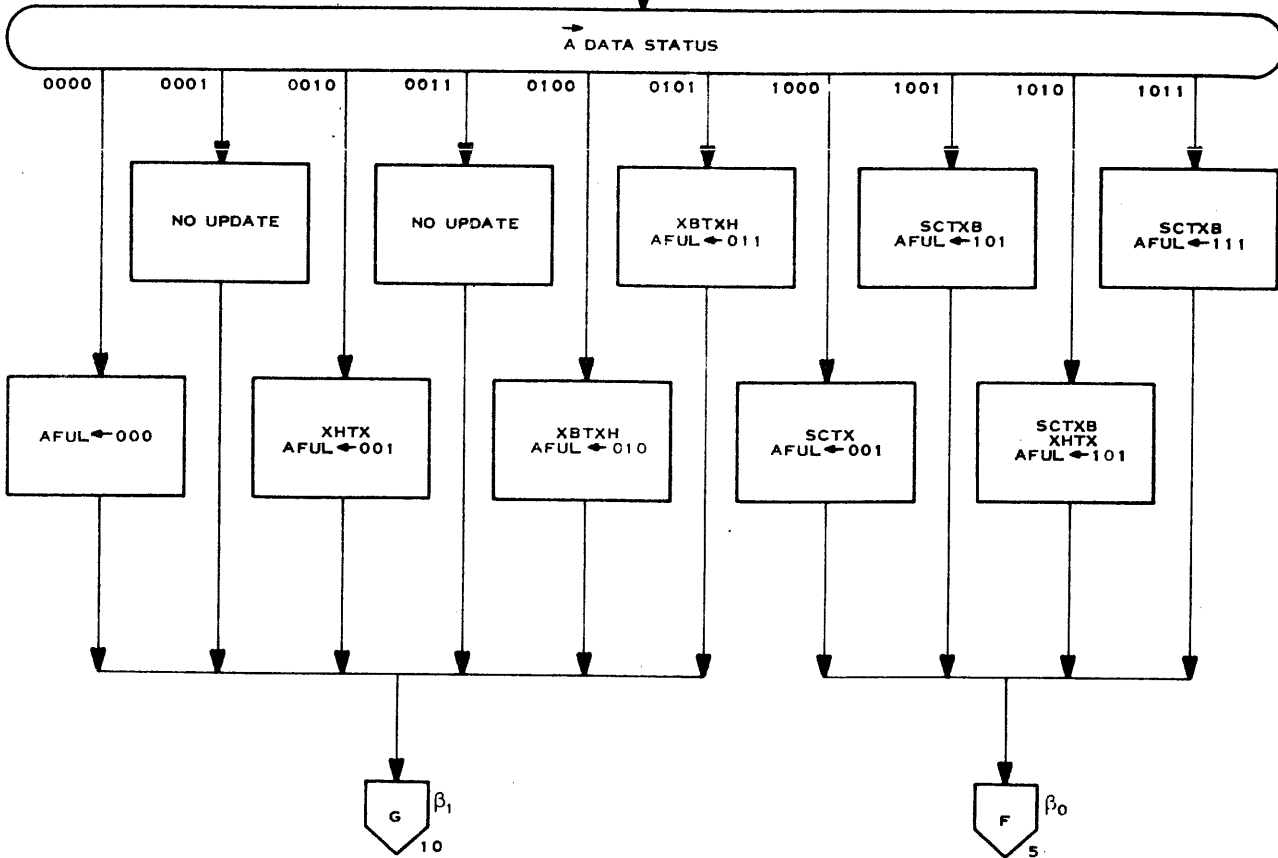 →
A DATA STATUS
0000 0001 0010 0011 0100 0101 1000 1001 1010 1011
NO UPDATE
NO UPDATE
XBTXH
AFUL←011
SCTXB
AFUL←101
SCTXB
AFUL←111
AFUL←000
XHTX
AFUL←001
XBTXH
AFUL←010
SCTX
AFUL←001
SCTXB
XHTX
AFUL←101
G β1
10
F β0
5